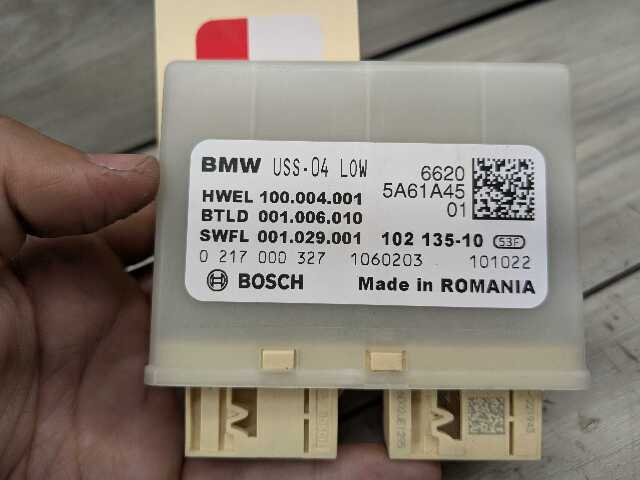 BMW USS-04 LOW
6620
5A61A45
01
HWEL 100.004.001
BTLD 001.006.010
SWFL 001.029.001 102 135-10 S3F
0 217 000 327 1060203 101022
BOSCH Made in ROMANIA